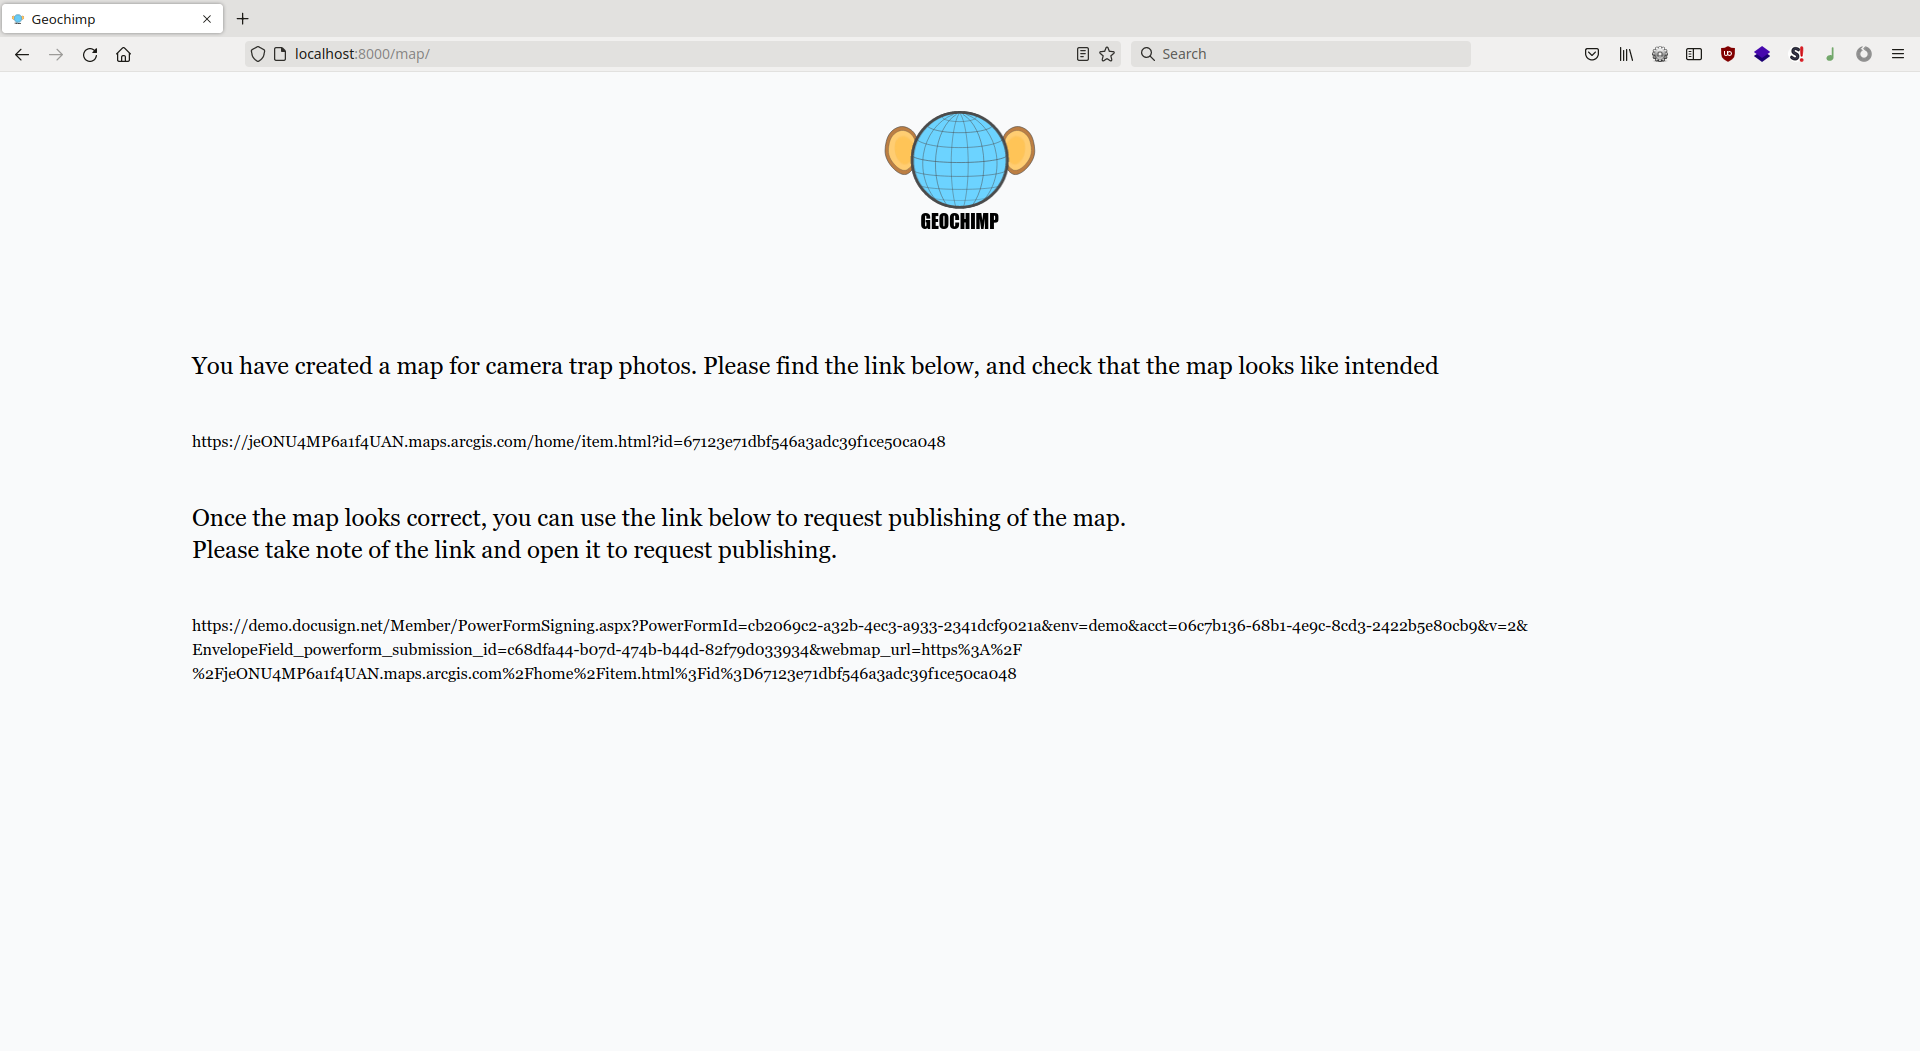 Geochimp
localhost:8000/map/
Search
GEOCHIMP
You have created a map for camera trap photos. Please find the link below, and check that the map looks like intended
https://jeONU4MP6a1f4UAN.maps.arcgis.com/home/item.html?id=67123e71dbf546a3adc39f1ce50ca048
Once the map looks correct, you can use the link below to request publishing of the map.
Please take note of the link and open it to request publishing.
https://demo.docusign.net/Member/PowerFormSigning.aspx?PowerFormId=cb2069c2-a32b-4ec3-a933-2341dcf9021a&env=demo&acct=06c7b136-68b1-4e9c-8cd3-2422b5e80cb9&v=2&
EnvelopeField_powerform_submission_id=c68dfa44-b07d-474b-b44d-82f79d033934&webmap_url=https%3A%2F
%2FjeONU4MP6a1f4UAN.maps.arcgis.com%2Fhome%2Fitem.html%3Fid%3D67123e71dbf546a3adc39f1ce50ca048